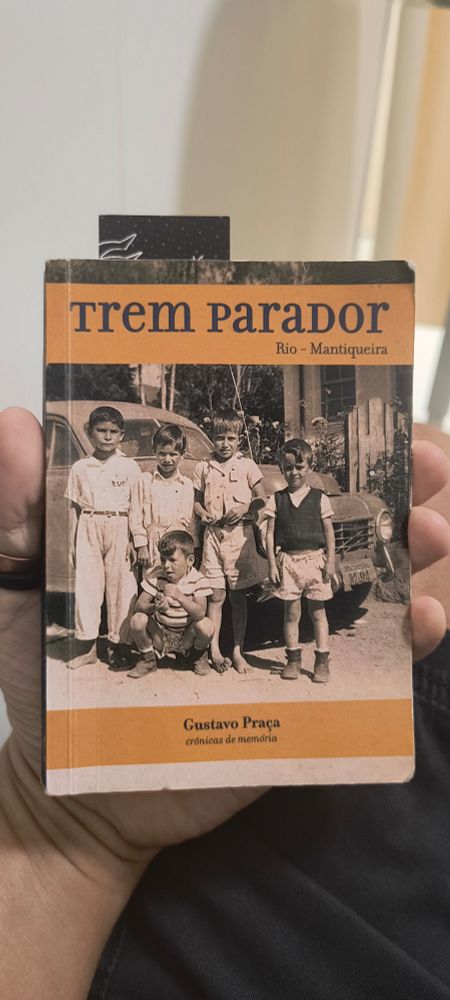 Trem Parador
Rio - Mantiqueira
Gustavo Praça
crônicas de memória